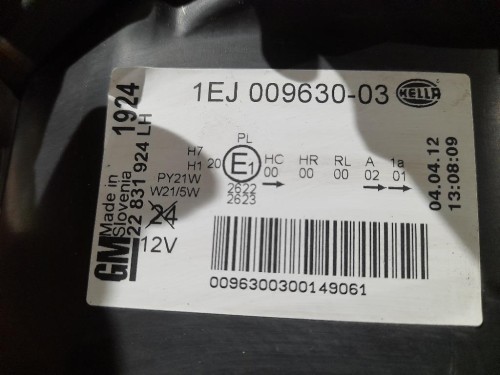 1EJ 009630-03 HELLA
GM
Made in
Slovenia
22 831 924 LH
1924
H7
H1
PY21W
W21/5W
24
12V
PL
20 E1
2622
2623
HC HR RL A 1a
00 00 00 02 01
04.04.12
13:08:09
0096300300149061